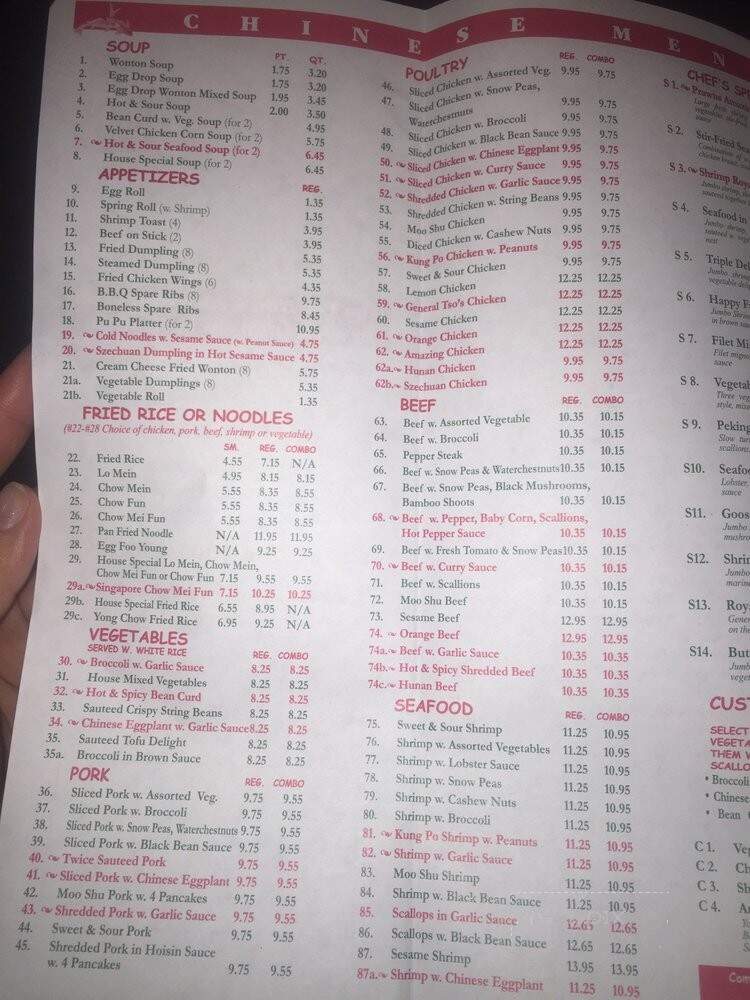 CHINESE MEN
SOUP
PT. QT.
1. Wonton Soup 1.75 3.20
2. Egg Drop Soup 1.75 3.20
3. Egg Drop Wonton Mixed Soup 1.95 3.45
4. Hot & Sour Soup 2.00 3.50
5. Bean Curd w. Veg. Soup (for 2) 4.95
6. Velvet Chicken Corn Soup (for 2) 5.75
7. Hot & Sour Seafood Soup (for 2) 6.45
8. House Special Soup (for 2) 6.45
APPETIZERS
REG.
9. Egg Roll 1.35
10. Spring Roll (w. Shrimp) 1.35
11. Shrimp Toast (4) 3.95
12. Beef on Stick (2) 3.95
13. Fried Dumpling (8) 5.35
14. Steamed Dumpling (8) 5.35
15. Fried Chicken Wings (6) 4.35
16. B.B.Q Spare Ribs (8) 9.75
17. Boneless Spare Ribs 8.45
18. Pu Pu Platter (for 2) 10.95
19. Cold Noodles w. Sesame Sauce (w. Peanut Sauce) 4.75
20. Szechuan Dumpling in Hot Sesame Sauce 4.75
21. Cream Cheese Fried Wonton (8) 5.75
21a. Vegetable Dumplings (8) 5.35
21b. Vegetable Roll 1.35
FRIED RICE OR NOODLES
(#22-#28 Choice of chicken, pork, beef, shrimp or vegetable)
SM. REG. COMBO
22. Fried Rice 4.55 7.15 N/A
23. Lo Mein 4.95 8.15 8.15
24. Chow Mein 5.55 8.35 8.55
25. Chow Fun 5.55 8.35 8.55
26. Chow Mei Fun 5.55 8.35 8.55
27. Pan Fried Noodle N/A 11.95 11.95
28. Egg Foo Young N/A 9.25 9.25
29. House Special Lo Mein, Chow Mein,
Chow Mei Fun or Chow Fun 7.15 9.55 9.55
29a. Singapore Chow Mei Fun 7.15 10.25 10.25
29b. House Special Fried Rice 6.55 8.95 N/A
29c. Yong Chow Fried Rice 6.95 9.25 N/A
VEGETABLES
SERVED W. WHITE RICE
REG. COMBO
30. Broccoli w. Garlic Sauce 8.25 8.25
31. House Mixed Vegetables 8.25 8.25
32. Hot & Spicy Bean Curd 8.25 8.25
33. Sauteed Crispy String Beans 8.25 8.25
34. Chinese Eggplant w. Garlic Sauce 8.25 8.25
35. Sauteed Tofu Delight 8.25 8.25
35a. Broccoli in Brown Sauce 8.25 8.25
PORK
REG. COMBO
36. Sliced Pork w. Assorted Veg. 9.75 9.55
37. Sliced Pork w. Broccoli 9.75 9.55
38. Sliced Pork w. Snow Peas, Waterchestnuts 9.75 9.55
39. Sliced Pork w. Black Bean Sauce 9.75 9.55
40. Twice Sauteed Pork 9.75 9.55
41. Sliced Pork w. Chinese Eggplant 9.75 9.55
42. Moo Shu Pork w. 4 Pancakes 9.75 9.55
43. Shredded Pork w. Garlic Sauce 9.75 9.55
44. Sweet & Sour Pork 9.75 9.55
45. Shredded Pork in Hoisin Sauce
w. 4 Pancakes 9.75 9.55
POULTRY
REG. COMBO
46. Sliced Chicken w. Assorted Veg. 9.95 9.75
47. Sliced Chicken w. Snow Peas,
Waterchestnuts 9.95 9.75
48. Sliced Chicken w. Broccoli 9.95 9.75
49. Sliced Chicken w. Black Bean Sauce 9.95 9.75
50. Sliced Chicken w. Chinese Eggplant 9.95 9.75
51. Sliced Chicken w. Curry Sauce 9.95 9.75
52. Shredded Chicken w. Garlic Sauce 9.95 9.75
53. Shredded Chicken w. String Beans 9.95 9.75
54. Moo Shu Chicken 9.95 9.75
55. Diced Chicken w. Cashew Nuts 9.95 9.75
56. Kung Po Chicken w. Peanuts 9.95 9.75
57. Sweet & Sour Chicken 9.95 9.75
58. Lemon Chicken 12.25 12.25
59. General Tso's Chicken 12.25 12.25
60. Sesame Chicken 12.25 12.25
61. Orange Chicken 12.25 12.25
62. Amazing Chicken 12.25 12.25
62a. Hunan Chicken 9.95 9.75
62b. Szechuan Chicken 9.95 9.75
BEEF
REG. COMBO
63. Beef w. Assorted Vegetable 10.35 10.15
64. Beef w. Broccoli 10.35 10.15
65. Pepper Steak 10.35 10.15
66. Beef w. Snow Peas & Waterchestnuts 10.35 10.15
67. Beef w. Snow Peas, Black Mushrooms,
Bamboo Shoots 10.35 10.15
68. Beef w. Pepper, Baby Corn, Scallions,
Hot Pepper Sauce 10.35 10.15
69. Beef w. Fresh Tomato & Snow Peas 10.35 10.15
70. Beef w. Curry Sauce 10.35 10.15
71. Beef w. Scallions 10.35 10.15
72. Moo Shu Beef 10.35 10.15
73. Sesame Beef 12.95 12.95
74. Orange Beef 12.95 12.95
74a. Beef w. Garlic Sauce 10.35 10.35
74b. Hot & Spicy Shredded Beef 10.35 10.35
74c. Hunan Beef 10.35 10.35
SEAFOOD
REG. COMBO
75. Sweet & Sour Shrimp 11.25 10.95
76. Shrimp w. Assorted Vegetables 11.25 10.95
77. Shrimp w. Lobster Sauce 11.25 10.95
78. Shrimp w. Snow Peas 11.25 10.95
79. Shrimp w. Cashew Nuts 11.25 10.95
80. Shrimp w. Broccoli 11.25 10.95
81. Kung Po Shrimp w. Peanuts 11.25 10.95
82. Shrimp w. Garlic Sauce 11.25 10.95
83. Moo Shu Shrimp 11.25 10.95
84. Shrimp w. Black Bean Sauce 11.25 10.95
85. Scallops in Garlic Sauce 12.65 12.65
86. Scallops w. Black Bean Sauce 12.65 12.65
87. Sesame Shrimp 13.95 13.95
87a. Shrimp w. Chinese Eggplant 11.25 10.95
CHEF'S SP
S 1.
S 2. Stir-Fried Sea
S 3. Shrimp Roy
S 4. Seafood in
S 5. Triple Del
S 6. Happy F
S 7. Filet Mi
S 8. Vegetab
S 9. Peking
S10. Seafoo
S11. Goos
S12. Shrin
S13. Roy
S14. But
CUST
SELECT
VEGETA
THEM W
SCALLO
• Broccoli
• Chinese
• Bean
C 1. Veg
C 2. Ch
C 3. Sh
C 4.
Com